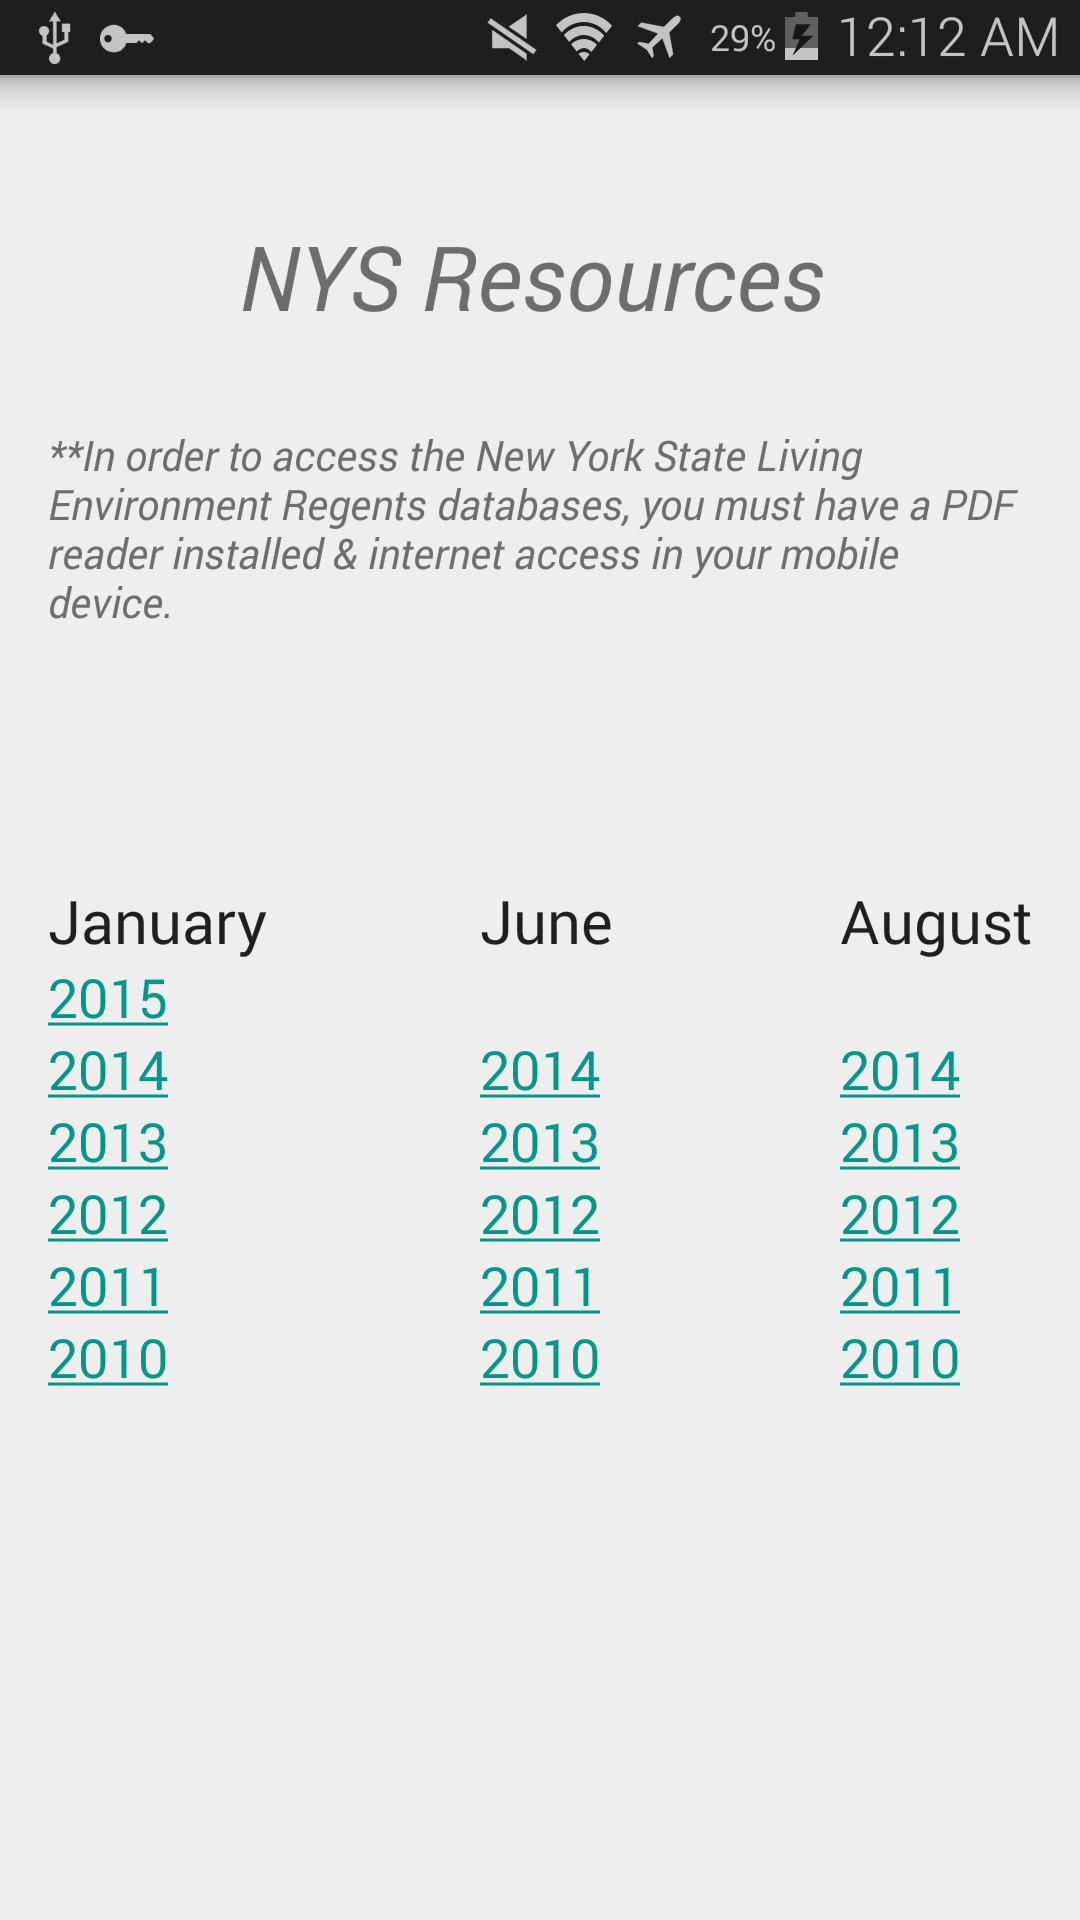 29% 12:12 AM
NYS Resources
**In order to access the New York State Living
Environment Regents databases, you must have a PDF
reader installed & internet access in your mobile
device.
January June August
2015
2014 2014 2014
2013 2013 2013
2012 2012 2012
2011 2011 2011
2010 2010 2010